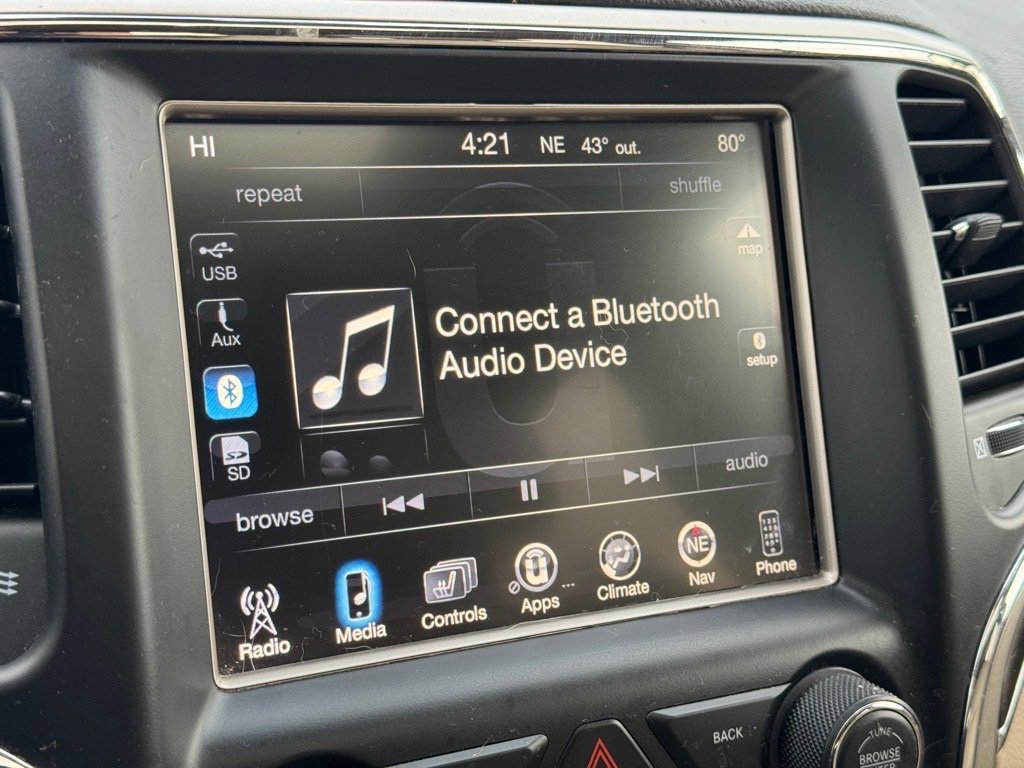 HI 4:21 NE 43° out. 80°
repeat shuffle
map
USB
Aux
Connect a Bluetooth
Audio Device
setup
SD
browse audio
Radio Media Controls Apps ... Climate NE Nav Phone
BACK
TUNE
BROWSE